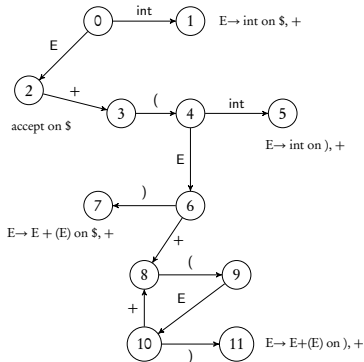 0 int 1 E→ int on $, +
E
2 + 3 ( 4 int 5
accept on $
E→ int on ), +
E
7 ) 6
E→ E + (E) on $, +
+
8 ( 9
+ E
10 ) 11 E→ E+(E) on ), +